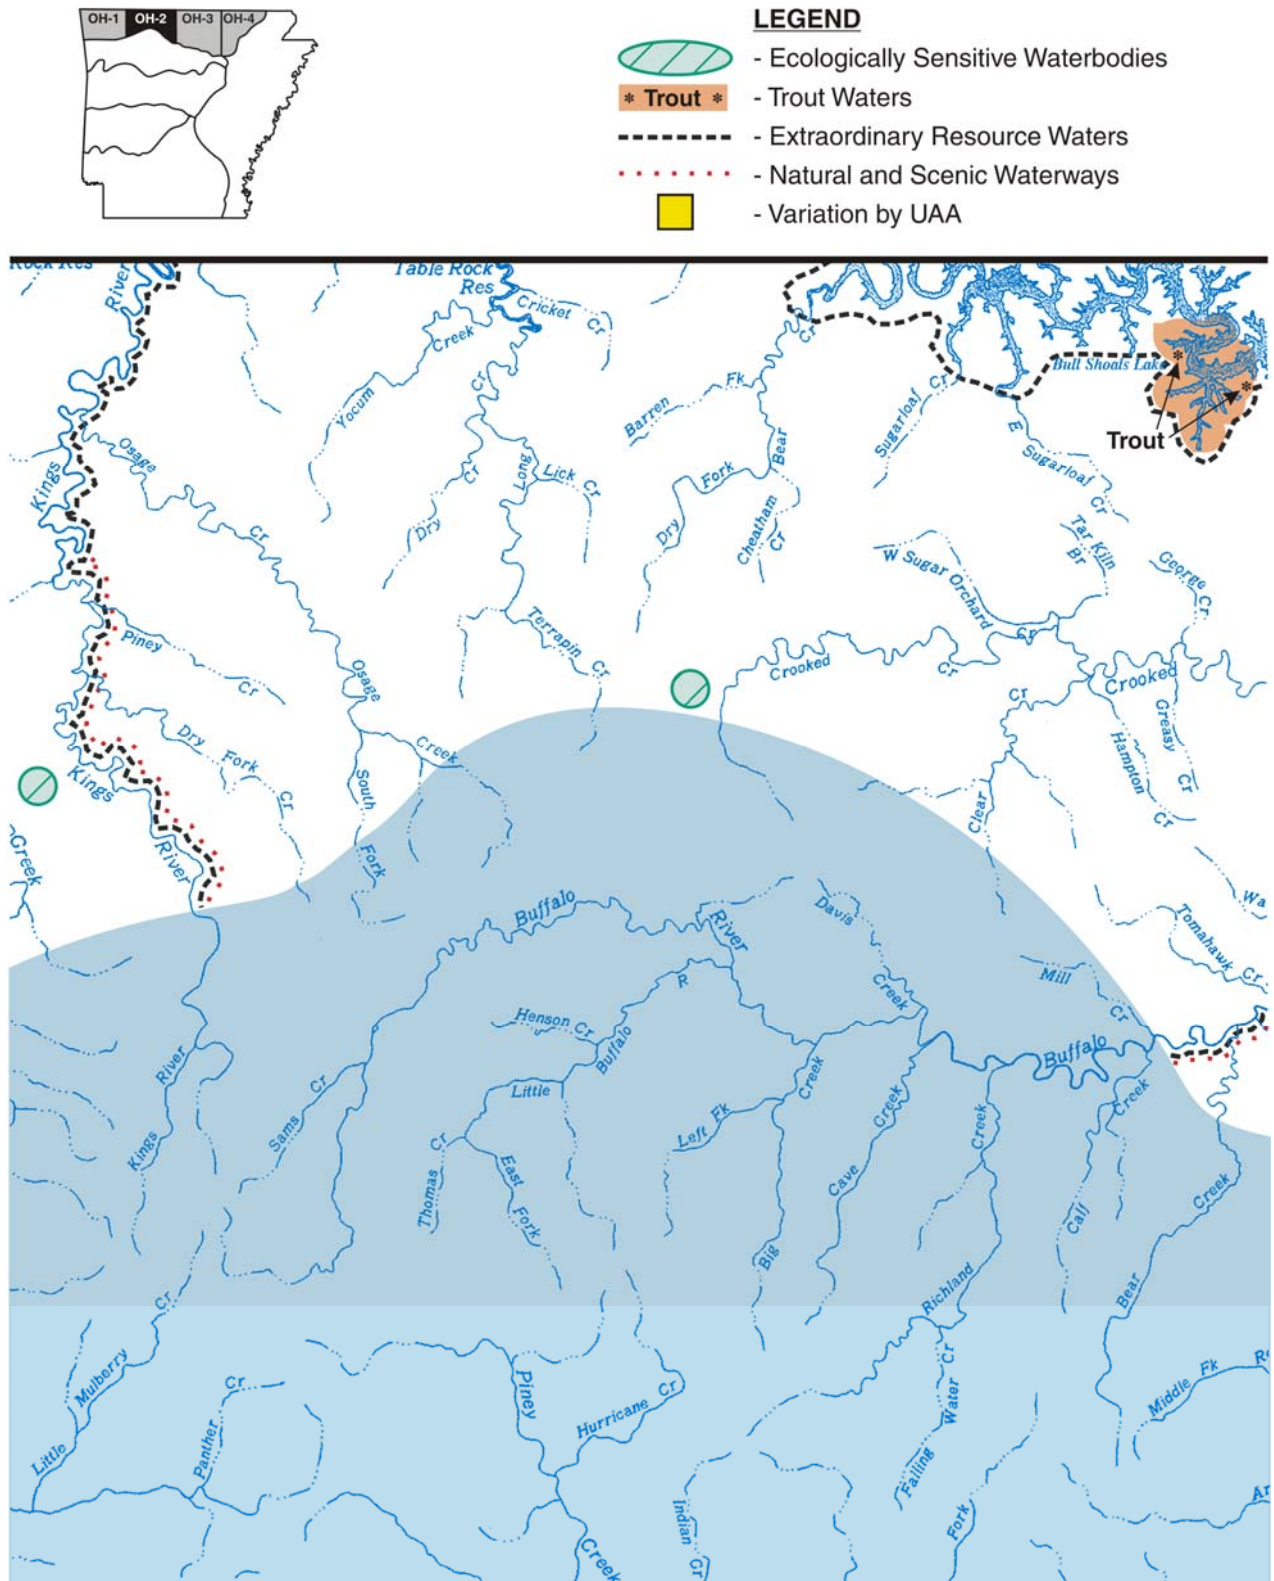 OH-1 OH-2 OH-3 OH-4
LEGEND
- Ecologically Sensitive Waterbodies
* Trout * - Trout Waters
- Extraordinary Resource Waters
- Natural and Scenic Waterways
- Variation by UAA
Rock Res
River
Table Rock
Res
Cricket Cr
Creek
Yocum
Cr
Bull Shoals Lake
*
*
Trout
Fk
Barren
Cr
Sugarloaf
Cr
E
Sugarloaf
Cr
Osage
Cr
Kings
Long
Lick Cr
Cr
Dry
Bear
Fork
Dry
Cheatham
Cr
Tar Kiln
Br
George
Cr
W Sugar Orchard
Cr
Piney
Cr
Osage
Terrapin
Cr
Crooked
Cr
Crooked
Cr
Greasy
Cr
Hampton
Cr
Dry
Fork
Cr
Creek
South
Fork
Kings
River
Clear
Creek
Wa
Tomahawk
Cr
Buffalo
River
Davis
Creek
Mill
Cr
R
Henson Cr
Buffalo
Little
Buffalo
River
Kings
Sams
Cr
Creek
Left Fk
Creek
Cave
Creek
Creek
Cr
Thomas
East
Fork
Big
Calf
Creek
Richland
Bear
Cr
Mulberry
Little
Cr
Panther
Piney
Hurricane
Cr
Cr
Water
Falling
Middle Fk
R
Indian
Cr
Fork
Ar
Creek